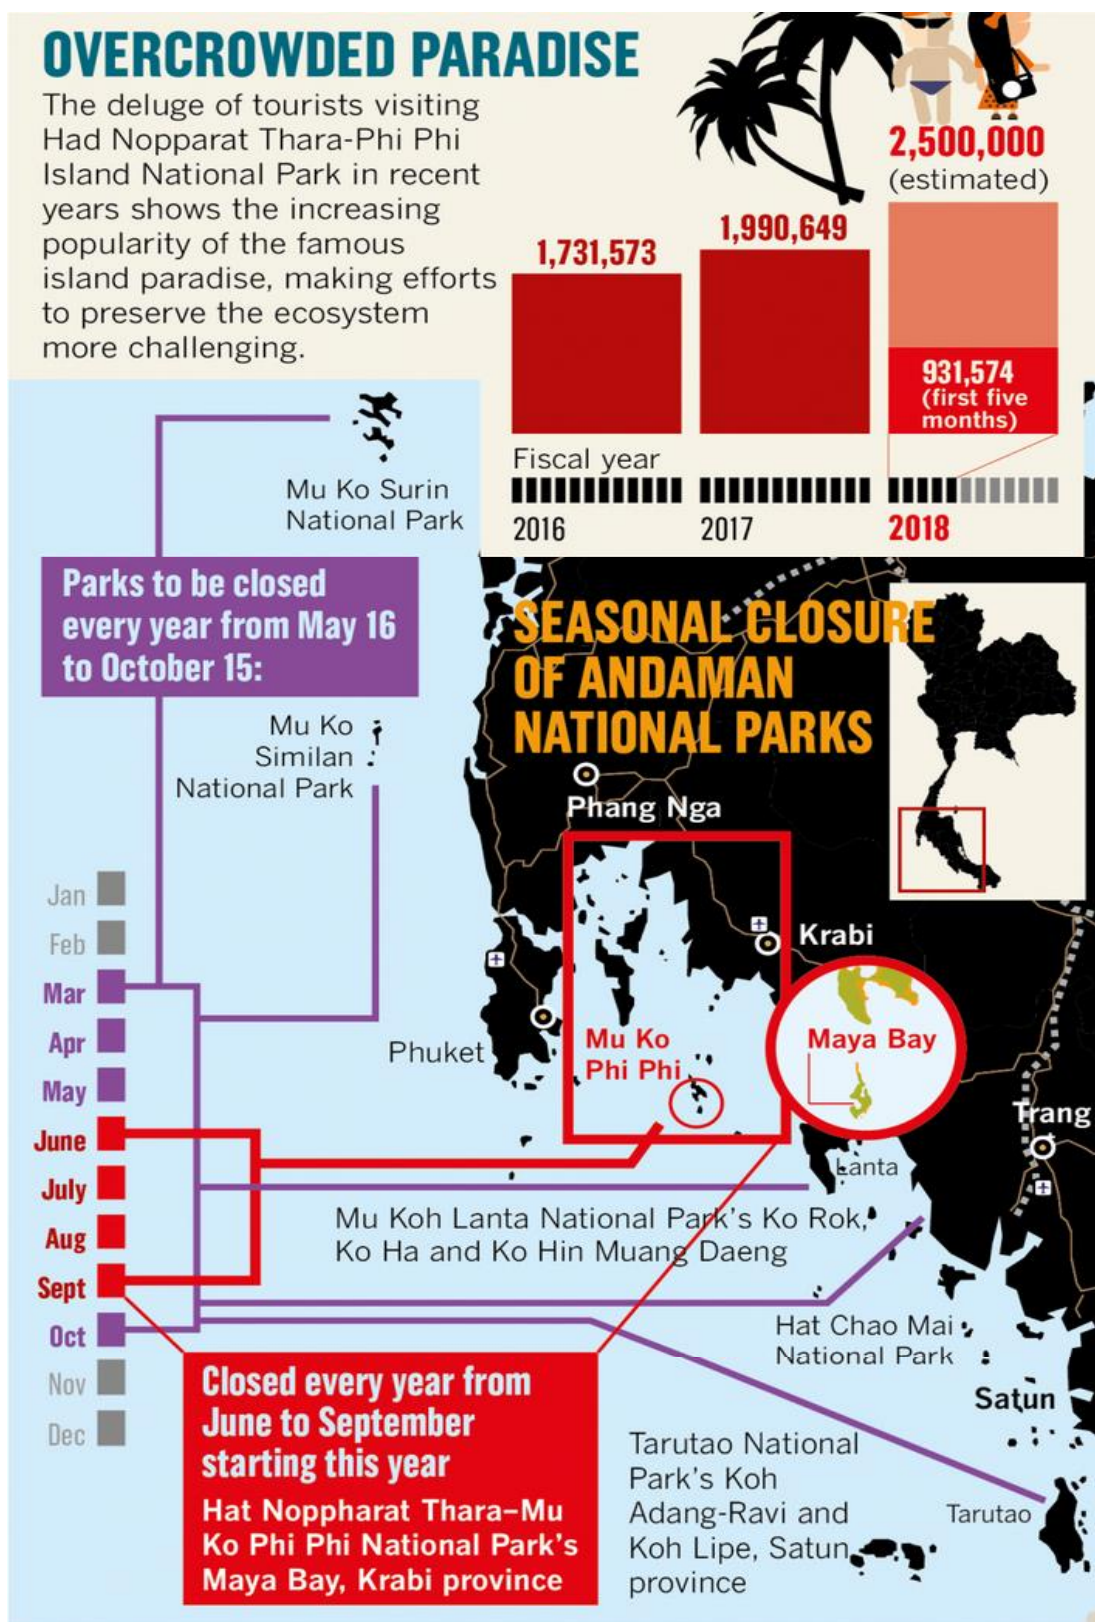 OVERCROWDED PARADISE
The deluge of tourists visiting
Had Nopparat Thara-Phi Phi
Island National Park in recent
years shows the increasing
popularity of the famous
island paradise, making efforts
to preserve the ecosystem
more challenging.
1,731,573
1,990,649
2,500,000
(estimated)
931,574
(first five
months)
Fiscal year
2016
2017
2018
Mu Ko Surin
National Park
Parks to be closed
every year from May 16
to October 15:
SEASONAL CLOSURE
OF ANDAMAN
NATIONAL PARKS
Mu Ko
Similan
National Park
Phang Nga
Krabi
Phuket
Mu Ko
Phi Phi
Maya Bay
Trang
Lanta
Jan
Feb
Mar
Apr
May
June
July
Aug
Sept
Oct
Nov
Dec
Mu Koh Lanta National Park's Ko Rok,
Ko Ha and Ko Hin Muang Daeng
Hat Chao Mai
National Park
Satun
Closed every year from
June to September
starting this year
Hat Noppharat Thara–Mu
Ko Phi Phi National Park's
Maya Bay, Krabi province
Tarutao National
Park's Koh
Adang-Ravi and
Koh Lipe, Satun
province
Tarutao